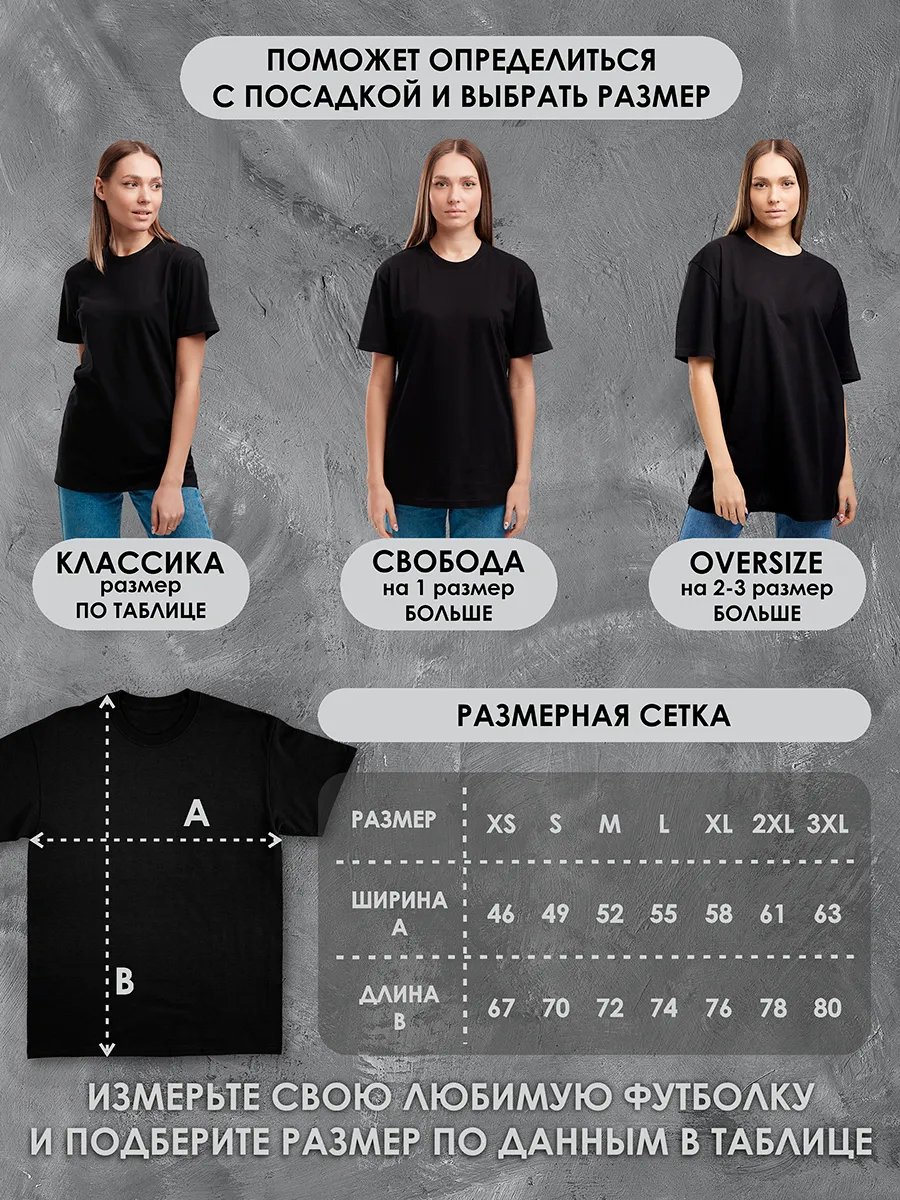 ПОМОЖЕТ ОПРЕДЕЛИТЬСЯ
С ПОСАДКОЙ И ВЫБРАТЬ РАЗМЕР
КЛАССИКА
размер
ПО ТАБЛИЦЕ
СВОБОДА
на 1 размер
БОЛЬШЕ
OVERSIZE
на 2-3 размер
БОЛЬШЕ
A
B
РАЗМЕРНАЯ СЕТКА
РАЗМЕР XS S M L XL 2XL 3XL
ШИРИНА
A 46 49 52 55 58 61 63
ДЛИНА
B 67 70 72 74 76 78 80
ИЗМЕРЬТЕ СВОЮ ЛЮБИМУЮ ФУТБОЛКУ
И ПОДБЕРИТЕ РАЗМЕР ПО ДАННЫМ В ТАБЛИЦЕ